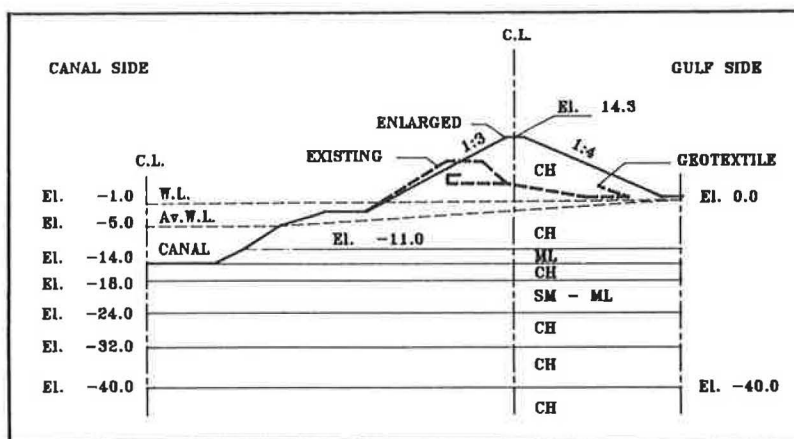 C.L.
CANAL SIDE
GULF SIDE
El. 14.3
ENLARGED
1:3
1:4
EXISTING
C.L.
CH
GEOTEXTILE
El. -1.0
W.L.
El. 0.0
El. -5.0
Av.W.L.
CH
El. -11.0
CANAL
El. -14.0
ML
CH
El. -18.0
SM - ML
El. -24.0
CH
El. -32.0
CH
El. -40.0
El. -40.0
CH